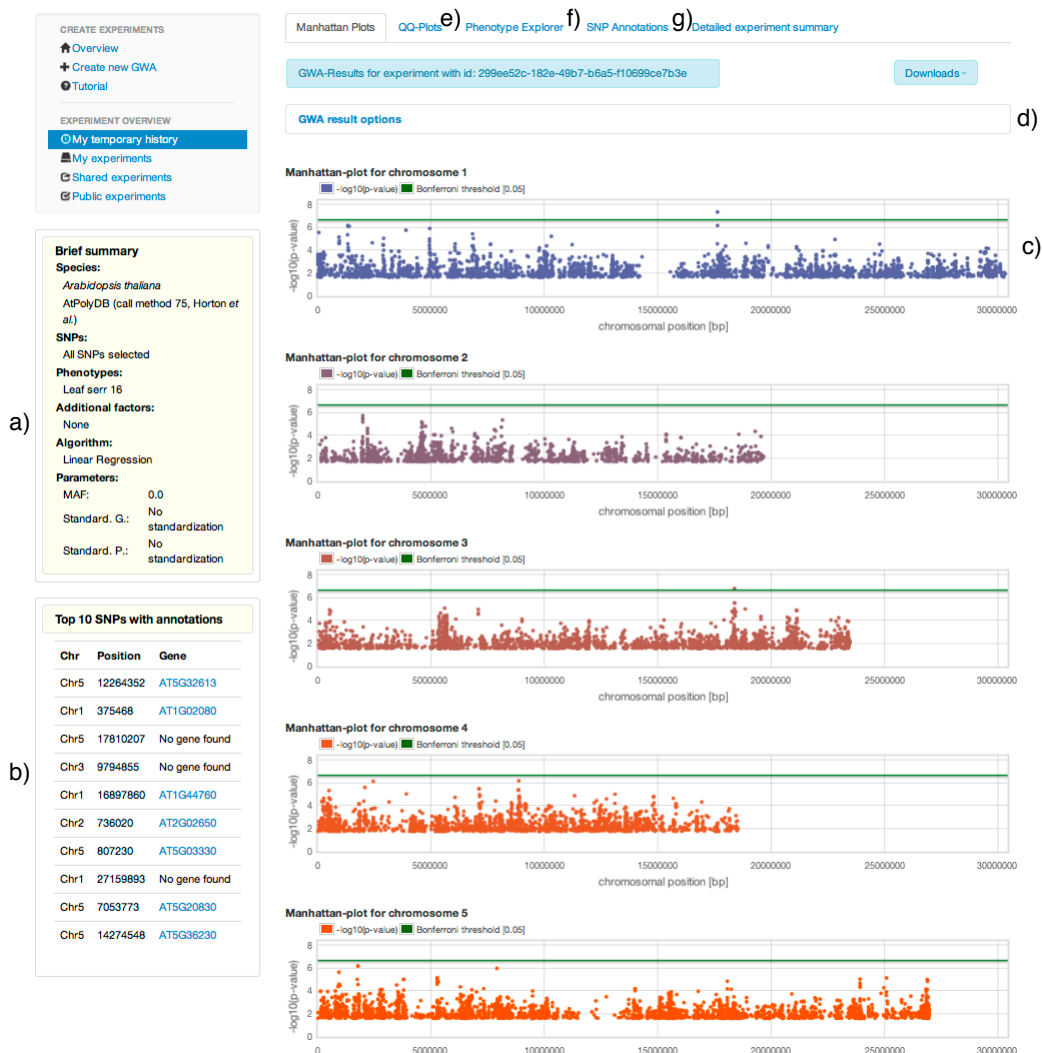 CREATE EXPERIMENTS
Overview
Create new GWA
Tutorial
EXPERIMENT OVERVIEW
My temporary history
My experiments
Shared experiments
Public experiments
a)
Brief summary
Species:
Arabidopsis thaliana
AtPolyDB (call method 75, Horton et
al.)
SNPs:
All SNPs selected
Phenotypes:
Leaf serr 16
Additional factors:
None
Algorithm:
Linear Regression
Parameters:
MAF: 0.0
Standard. G.: No
standardization
Standard. P.: No
standardization
b)
Top 10 SNPs with annotations
Chr Position Gene
Chr5 12264352 AT5G32613
Chr1 375468 AT1G02080
Chr5 17810207 No gene found
Chr3 9794855 No gene found
Chr1 16897860 AT1G44760
Chr2 736020 AT2G02650
Chr5 807230 AT5G03330
Chr1 27159893 No gene found
Chr5 7053773 AT5G20830
Chr5 14274548 AT5G36230
Manhattan Plots QQ-Plots e) Phenotype Explorer f) SNP Annotations g) Detailed experiment summary
GWA-Results for experiment with id: 299ee52c-182e-49b7-b6a5-f10699ce7b3e
Downloads
GWA result options
d)
c)
Manhattan-plot for chromosome 1
-log10(p-value) Bonferroni threshold [0.05]
-log10(p-value)
8
6
4
2
0
0 5000000 10000000 15000000 20000000 25000000 30000000
chromosomal position [bp]
Manhattan-plot for chromosome 2
-log10(p-value) Bonferroni threshold [0.05]
-log10(p-value)
8
6
4
2
0
0 5000000 10000000 15000000 20000000 25000000 30000000
chromosomal position [bp]
Manhattan-plot for chromosome 3
-log10(p-value) Bonferroni threshold [0.05]
-log10(p-value)
8
6
4
2
0
0 5000000 10000000 15000000 20000000 25000000 30000000
chromosomal position [bp]
Manhattan-plot for chromosome 4
-log10(p-value) Bonferroni threshold [0.05]
-log10(p-value)
8
6
4
2
0
0 5000000 10000000 15000000 20000000 25000000 30000000
chromosomal position [bp]
Manhattan-plot for chromosome 5
-log10(p-value) Bonferroni threshold [0.05]
-log10(p-value)
8
6
4
2
0
0 5000000 10000000 15000000 20000000 25000000 30000000